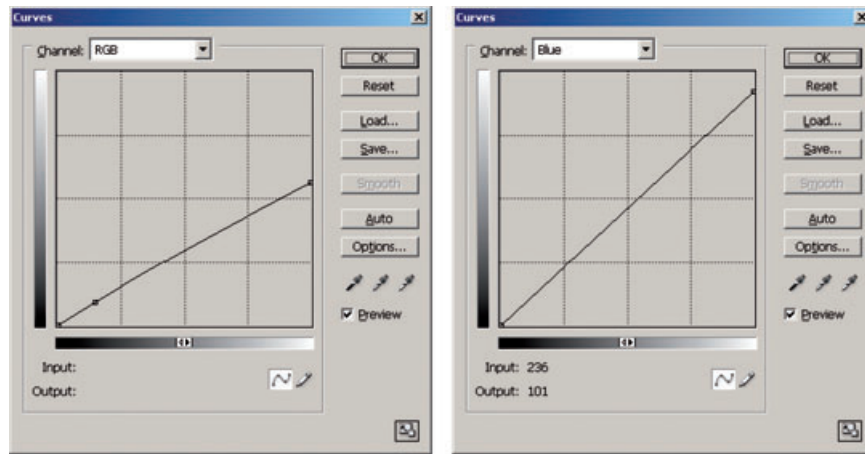 Curves
Channel: RGB
OK
Reset
Load...
Save...
Smooth
Auto
Options...
Preview
Input:
Output:
Curves
Channel: Blue
OK
Reset
Load...
Save...
Smooth
Auto
Options...
Preview
Input: 236
Output: 101